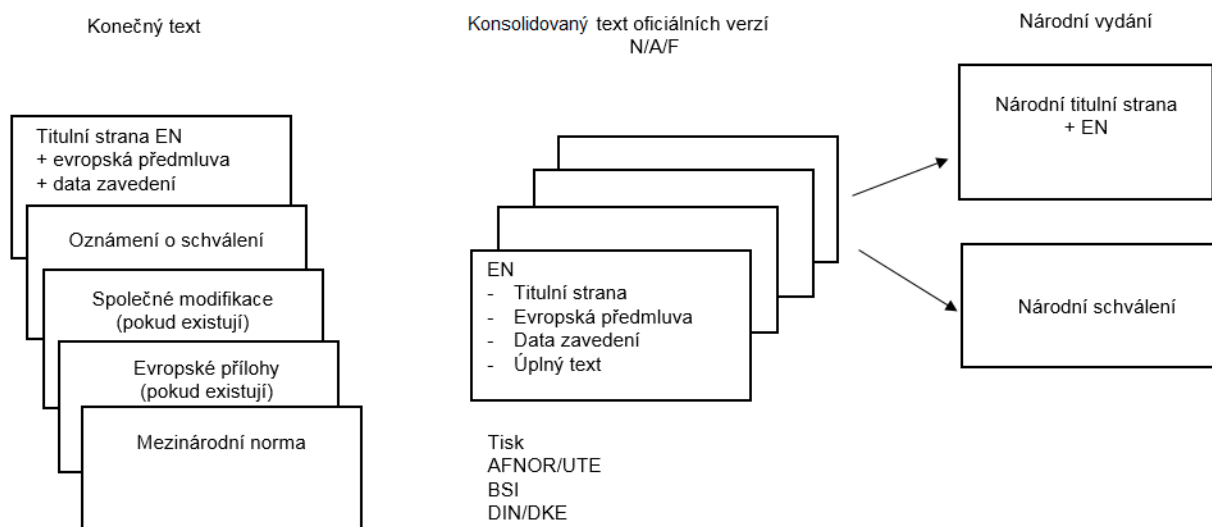 Konečný text
Titulní strana EN
+ evropská předmluva
+ data zavedení
Oznámení o schválení
Společné modifikace
(pokud existují)
Evropské přílohy
(pokud existují)
Mezinárodní norma
Konsolidovaný text oficiálních verzí
N/A/F
EN
- Titulní strana
- Evropská předmluva
- Data zavedení
- Úplný text
Tisk
AFNOR/UTE
BSI
DIN/DKE
Národní vydání
Národní titulní strana
+ EN
Národní schválení